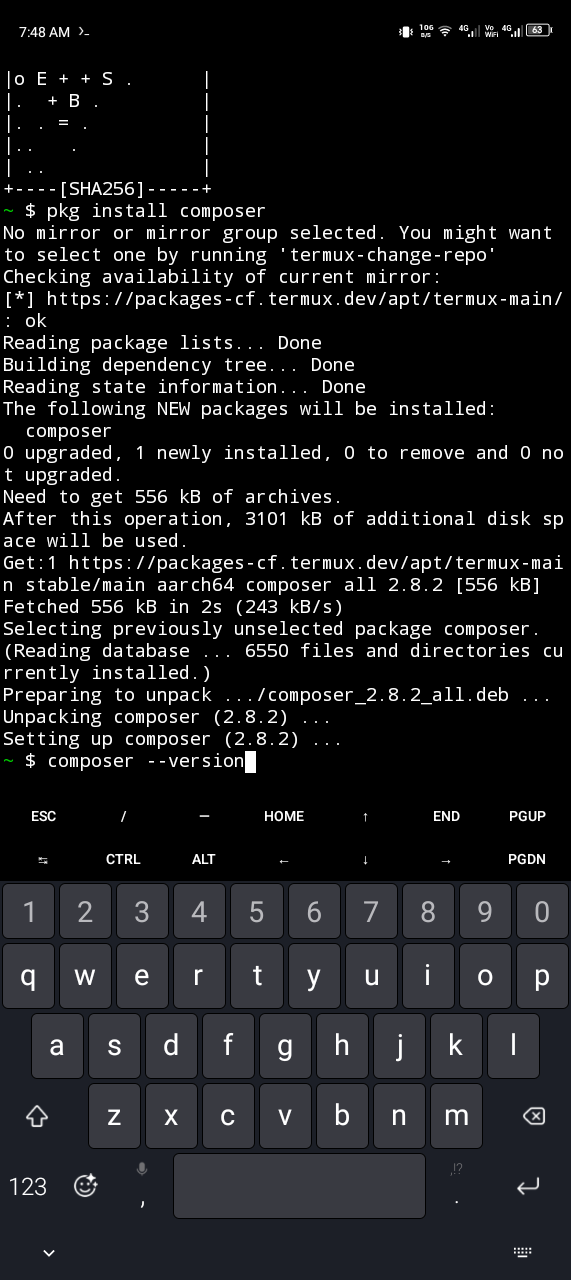 7:48 AM
106 B/S 4G Vo WiFi 4G 63
|o E + + S .      |
|.  + B .         |
|. . = .          |
|..   .           |
| ..              |
+----[SHA256]-----+
~ $ pkg install composer
No mirror or mirror group selected. You might want
to select one by running 'termux-change-repo'
Checking availability of current mirror:
[*] https://packages-cf.termux.dev/apt/termux-main/
: ok
Reading package lists... Done
Building dependency tree... Done
Reading state information... Done
The following NEW packages will be installed:
  composer
0 upgraded, 1 newly installed, 0 to remove and 0 no
t upgraded.
Need to get 556 kB of archives.
After this operation, 3101 kB of additional disk sp
ace will be used.
Get:1 https://packages-cf.termux.dev/apt/termux-mai
n stable/main aarch64 composer all 2.8.2 [556 kB]
Fetched 556 kB in 2s (243 kB/s)
Selecting previously unselected package composer.
(Reading database ... 6550 files and directories cu
rrently installed.)
Preparing to unpack .../composer_2.8.2_all.deb ...
Unpacking composer (2.8.2) ...
Setting up composer (2.8.2) ...
~ $ composer --version
ESC / — HOME ↑ END PGUP
↹ CTRL ALT ← ↓ → PGDN
1 2 3 4 5 6 7 8 9 0
q w e r t y u i o p
a s d f g h j k l
z x c v b n m
123 , ,!? .